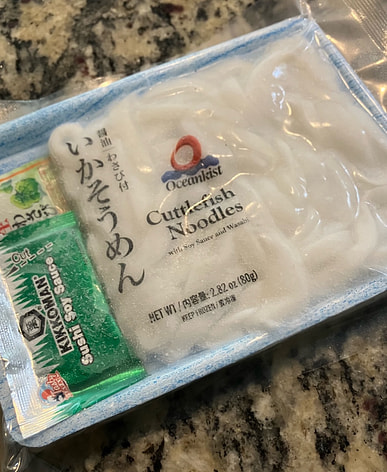 醤油・わさび付
いかそうめん
Oceankist
Cuttlefish
Noodles
with Soy Sauce and Wasabi
NET WT / 内容量: 2.82 oz (80g)
KEEP FROZEN / 要冷凍
KIKKOMAN
Sushi Soy Sauce